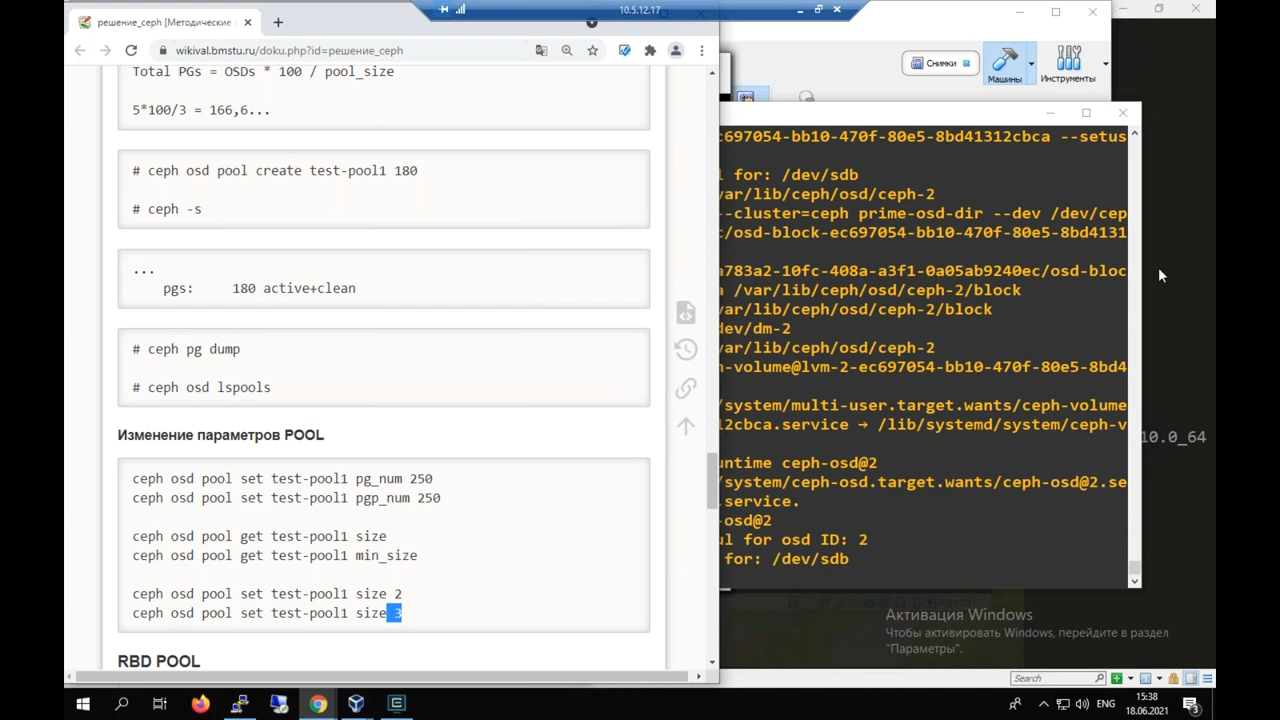 решение_ceph [Методические
10.5.12.17
wikival.bmstu.ru/doku.php?id=решение_ceph
Total PGs = OSDs * 100 / pool_size
5*100/3 = 166,6...
# ceph osd pool create test-pool1 180
# ceph -s
...
pgs:     180 active+clean
# ceph pg dump
# ceph osd lspools
Изменение параметров POOL
ceph osd pool set test-pool1 pg_num 250
ceph osd pool set test-pool1 pgp_num 250
ceph osd pool get test-pool1 size
ceph osd pool get test-pool1 min_size
ceph osd pool set test-pool1 size 2
ceph osd pool set test-pool1 size 3
RBD POOL
Снимки
Машины
Инструменты
c697054-bb10-470f-80e5-8bd41312cbca --setus
l for: /dev/sdb
var/lib/ceph/osd/ceph-2
--cluster=ceph prime-osd-dir --dev /dev/cep
c/osd-block-ec697054-bb10-470f-80e5-8bd4131
a783a2-10fc-408a-a3f1-0a05ab9240ec/osd-bloc
a /var/lib/ceph/osd/ceph-2/block
var/lib/ceph/osd/ceph-2/block
dev/dm-2
var/lib/ceph/osd/ceph-2
h-volume@lvm-2-ec697054-bb10-470f-80e5-8bd4
/system/multi-user.target.wants/ceph-volume
12cbca.service → /lib/systemd/system/ceph-v
untime ceph-osd@2
/system/ceph-osd.target.wants/ceph-osd@2.se
.service.
-osd@2
ul for osd ID: 2
for: /dev/sdb
10.0_64
Активация Windows
Чтобы активировать Windows, перейдите в раздел
"Параметры".
Search
ENG
15:38
18.06.2021
3